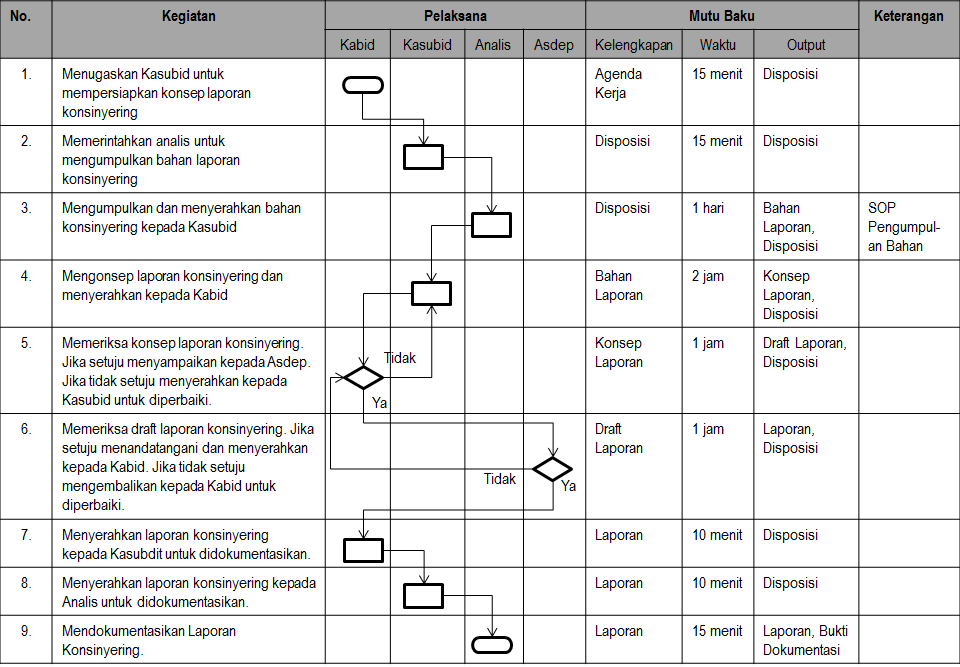 No. Kegiatan Pelaksana Mutu Baku Keterangan
Kabid Kasubid Analis Asdep Kelengkapan Waktu Output
1. Menugaskan Kasubid untuk
mempersiapkan konsep laporan
konsinyering
Agenda
Kerja
15 menit
Disposisi
2. Memerintahkan analis untuk
mengumpulkan bahan laporan
konsinyering
Disposisi
15 menit
Disposisi
3. Mengumpulkan dan menyerahkan bahan
konsinyering kepada Kasubid
Disposisi
1 hari
Bahan
Laporan,
Disposisi
SOP
Pengumpul-
an Bahan
4. Mengonsep laporan konsinyering dan
menyerahkan kepada Kabid
Bahan
Laporan
2 jam
Konsep
Laporan,
Disposisi
5. Memeriksa konsep laporan konsinyering.
Jika setuju menyampaikan kepada Asdep.
Jika tidak setuju menyerahkan kepada
Kasubid untuk diperbaiki.
Tidak
Ya
Konsep
Laporan
1 jam
Draft Laporan,
Disposisi
6. Memeriksa draft laporan konsinyering. Jika
setuju menandatangani dan menyerahkan
kepada Kabid. Jika tidak setuju
mengembalikan kepada Kabid untuk
diperbaiki.
Tidak
Ya
Draft
Laporan
1 jam
Laporan,
Disposisi
7. Menyerahkan laporan konsinyering
kepada Kasubdit untuk didokumentasikan.
Laporan
10 menit
Disposisi
8. Menyerahkan laporan konsinyering kepada
Analis untuk didokumentasikan.
Laporan
10 menit
Disposisi
9. Mendokumentasikan Laporan
Konsinyering.
Laporan
15 menit
Laporan, Bukti
Dokumentasi